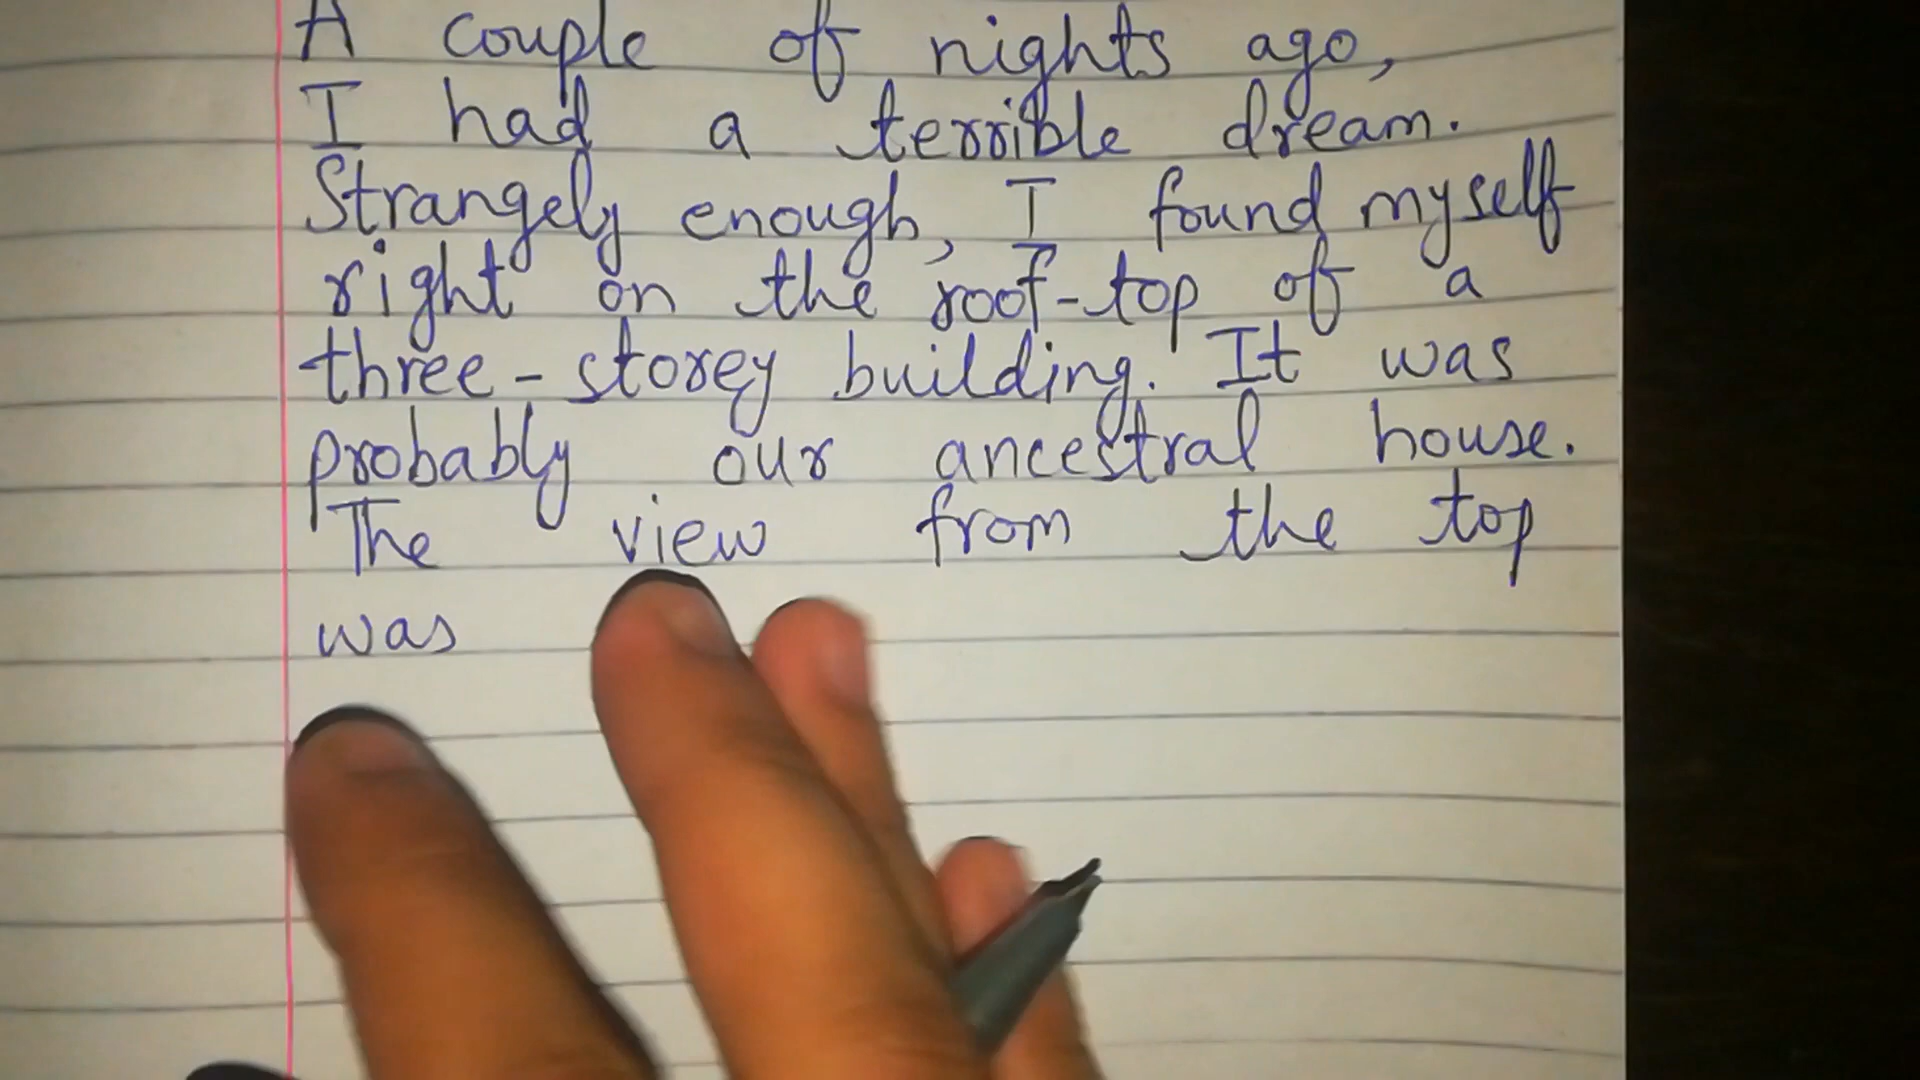 A couple of nights ago,
I had a terrible dream.
Strangely enough, I found myself
right on the roof-top of a
three-storey building. It was
probably our ancestral house.
The view from the top
was